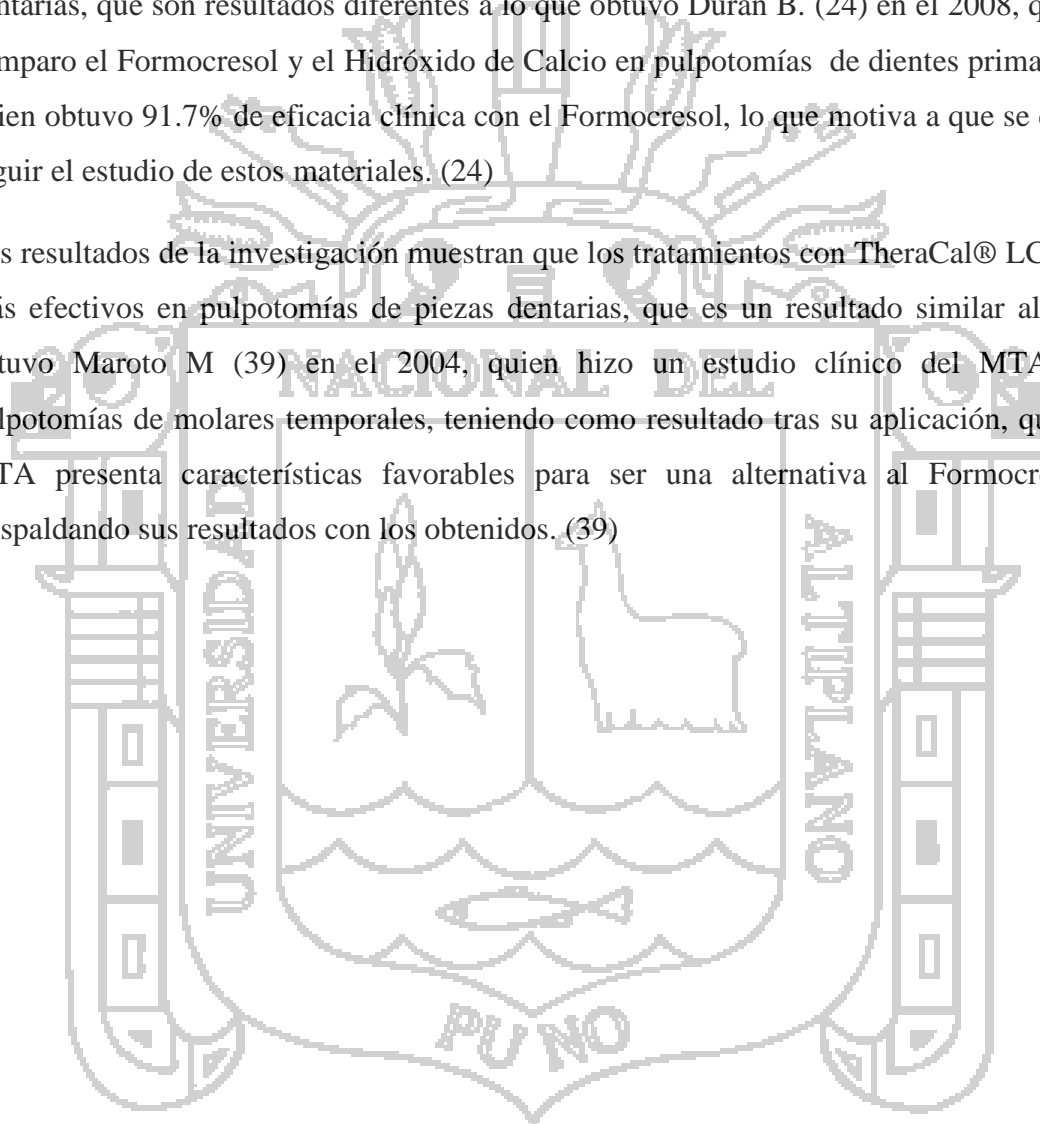 ntarias, que son resultados diferentes a lo que obtuvo Duran B. (24) en el 2008, q
mparo el Formocresol y el Hidróxido de Calcio en pulpotomías de dientes prima
ien obtuvo 91.7% de eficacia clínica con el Formocresol, lo que motiva a que se
guir el estudio de estos materiales. (24)
s resultados de la investigación muestran que los tratamientos con TheraCal® LC
ás efectivos en pulpotomías de piezas dentarias, que es un resultado similar al
tuvo Maroto M (39) en el 2004, quien hizo un estudio clínico del MTA
lpotomías de molares temporales, teniendo como resultado tras su aplicación, qu
TA presenta características favorables para ser una alternativa al Formocre
spaldando sus resultados con los obtenidos. (39)
NACIONAL DEL
UNIVERSIDAD
ALTIPLANO
PUNO